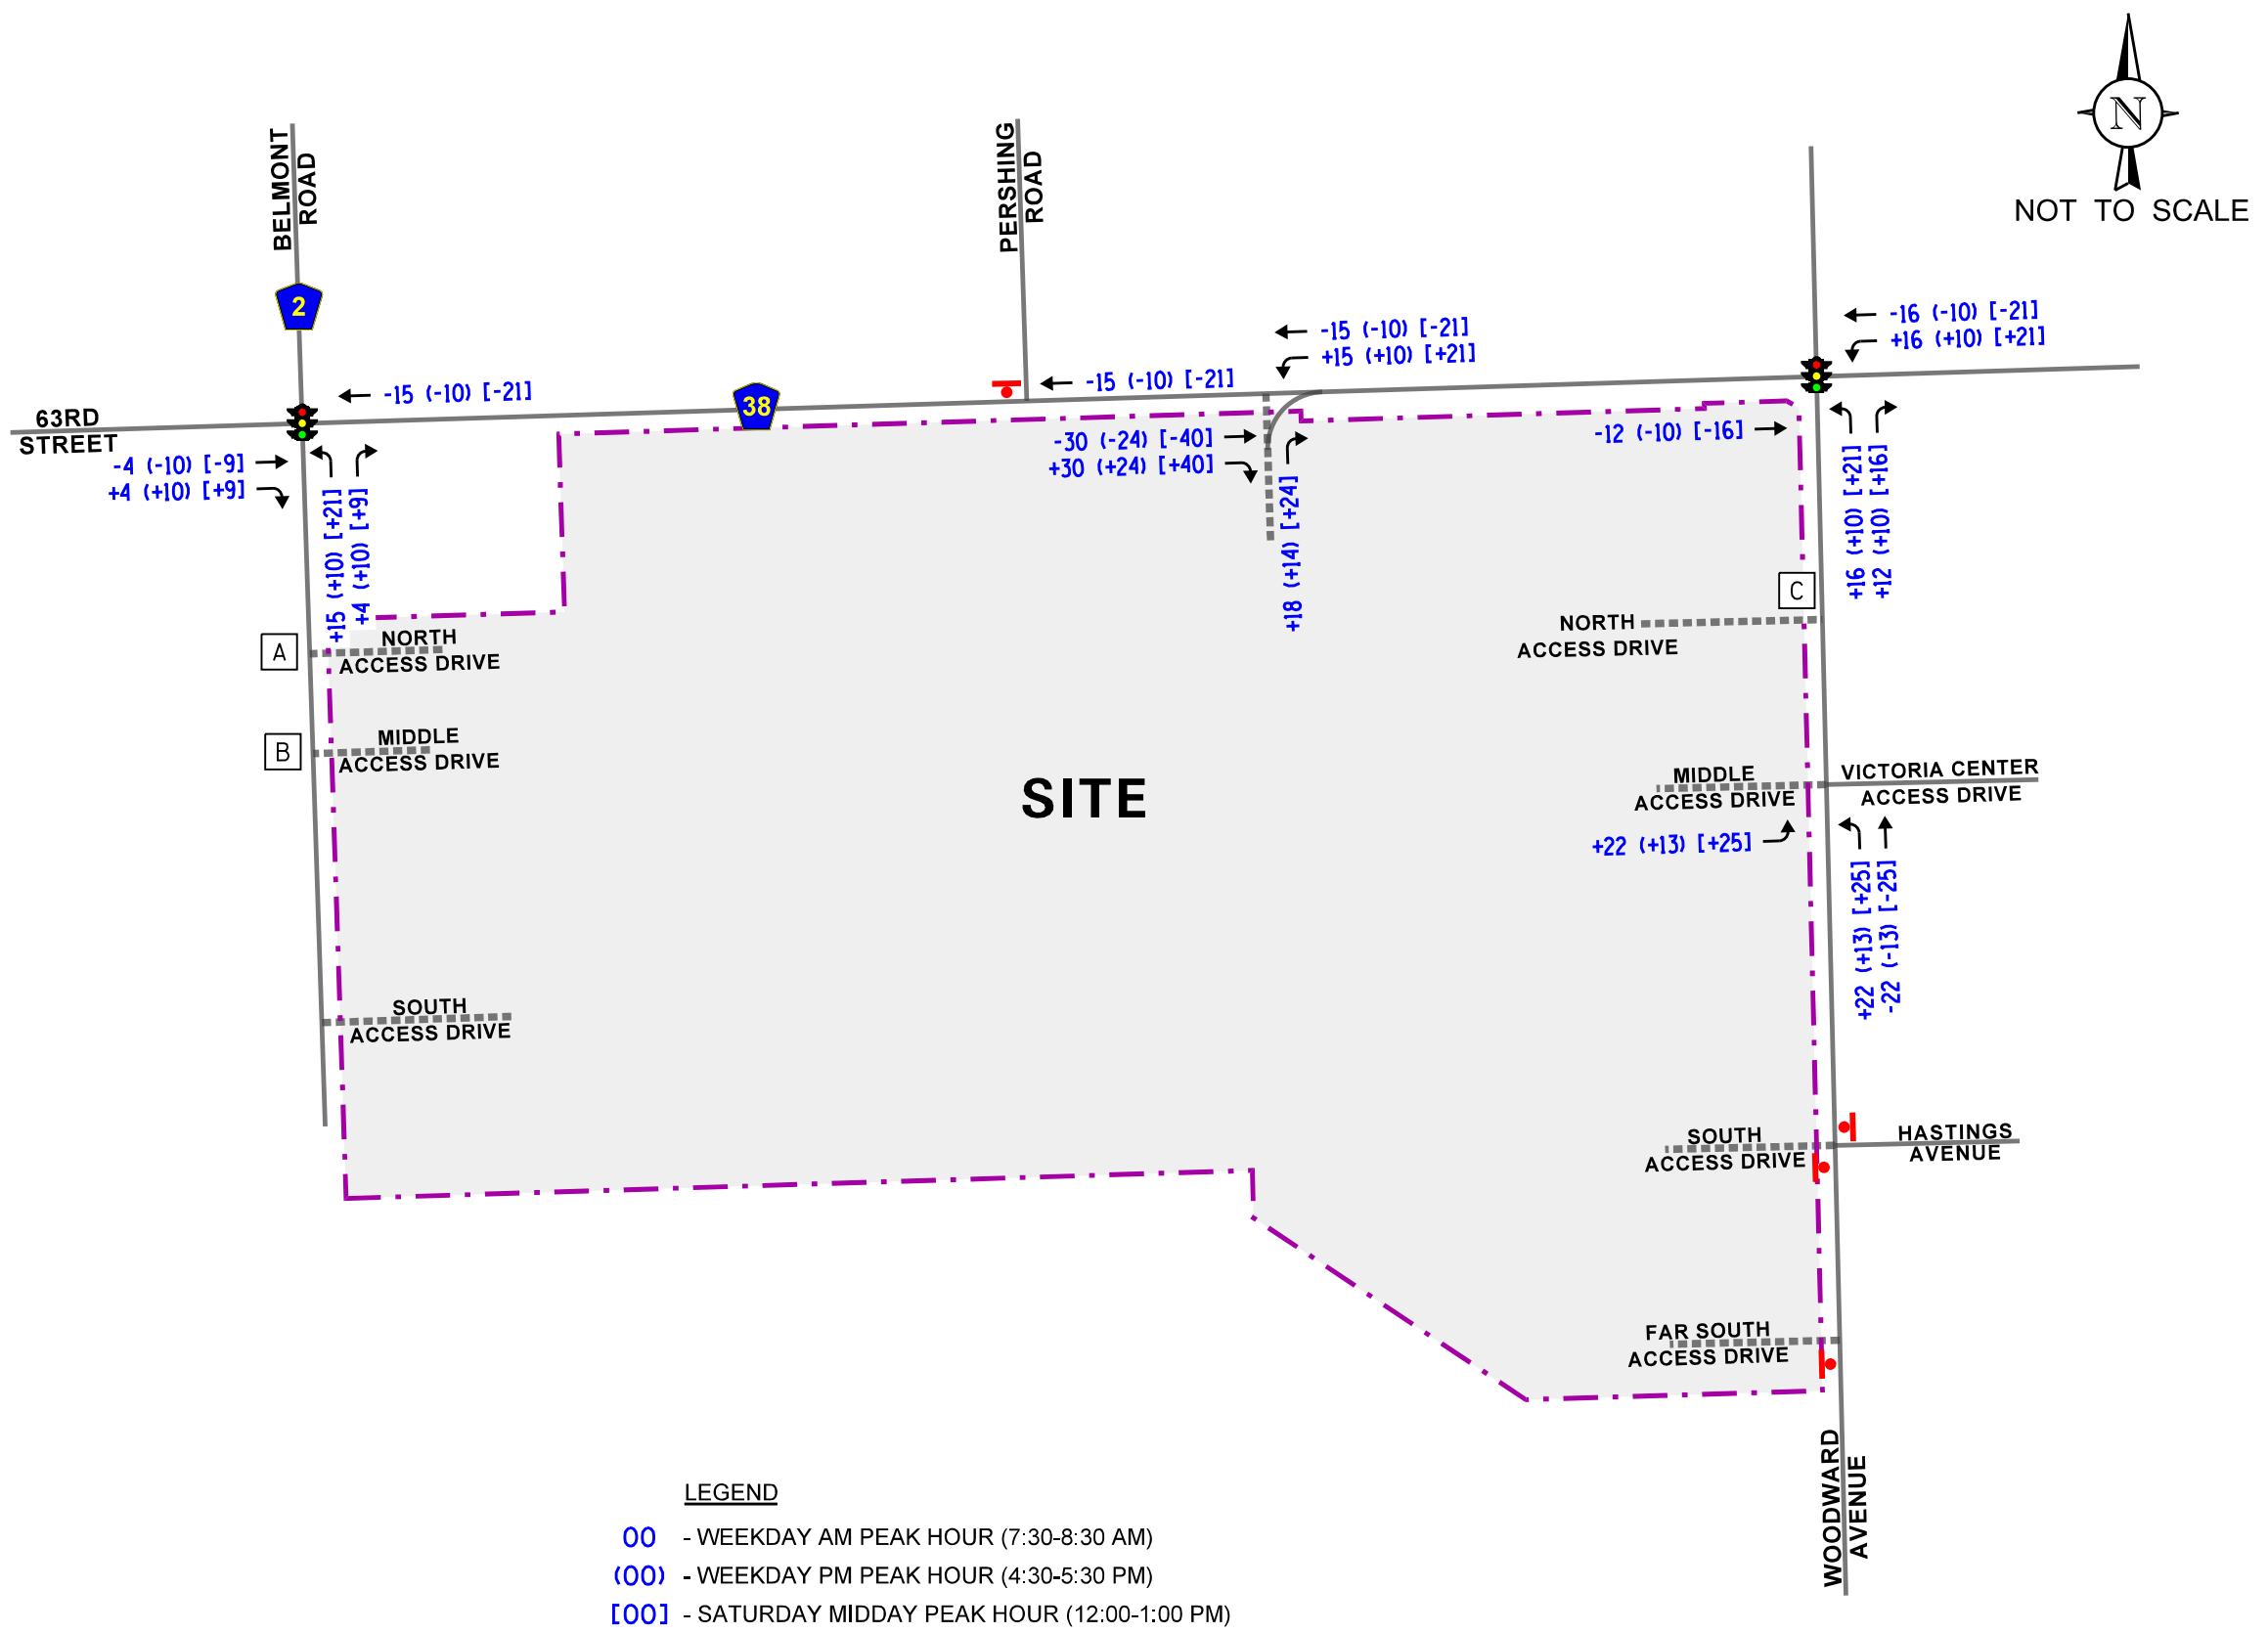 N
NOT TO SCALE
BELMONT
ROAD
PERSHING
ROAD
2
38
63RD
STREET
-15 (-10) [-21]
-4 (-10) [-9]
+4 (+10) [+9]
+15 (+10) [+21]
+4 (+10) [+9]
-15 (-10) [-21]
-15 (-10) [-21]
+15 (+10) [+21]
-30 (-24) [-40]
+30 (+24) [+40]
+18 (+14) [+24]
-16 (-10) [-21]
+16 (+10) [+21]
-12 (-10) [-16]
+16 (+10) [+21]
+12 (+10) [+16]
A
NORTH
ACCESS DRIVE
B
MIDDLE
ACCESS DRIVE
SOUTH
ACCESS DRIVE
SITE
C
NORTH
ACCESS DRIVE
MIDDLE
ACCESS DRIVE
VICTORIA CENTER
ACCESS DRIVE
+22 (+13) [+25]
+22 (+13) [+25]
-22 (-13) [-25]
SOUTH
ACCESS DRIVE
HASTINGS
AVENUE
FAR SOUTH
ACCESS DRIVE
WOODWARD
AVENUE
LEGEND
00 - WEEKDAY AM PEAK HOUR (7:30-8:30 AM)
(00) - WEEKDAY PM PEAK HOUR (4:30-5:30 PM)
[00] - SATURDAY MIDDAY PEAK HOUR (12:00-1:00 PM)